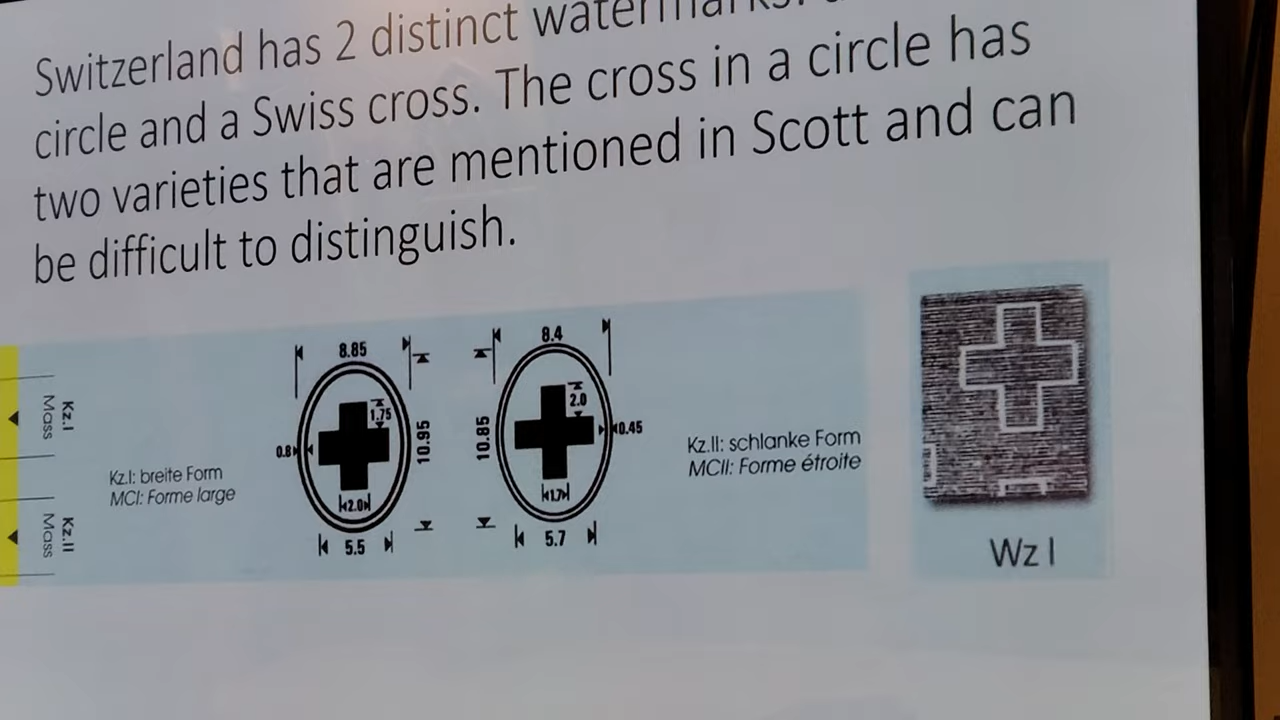 Switzerland has 2 distinct watermarks.
circle and a Swiss cross. The cross in a circle has
two varieties that are mentioned in Scott and can
be difficult to distinguish.
Kz.I
Mass
Kz.II
Mass
Kz.I: breite Form
MCI: Forme large
8.85
1.75
0.8
10.95
2.0
5.5
8.4
2.0
10.85
0.45
1.7
5.7
Kz.II: schlanke Form
MCII: Forme étroite
Wz I